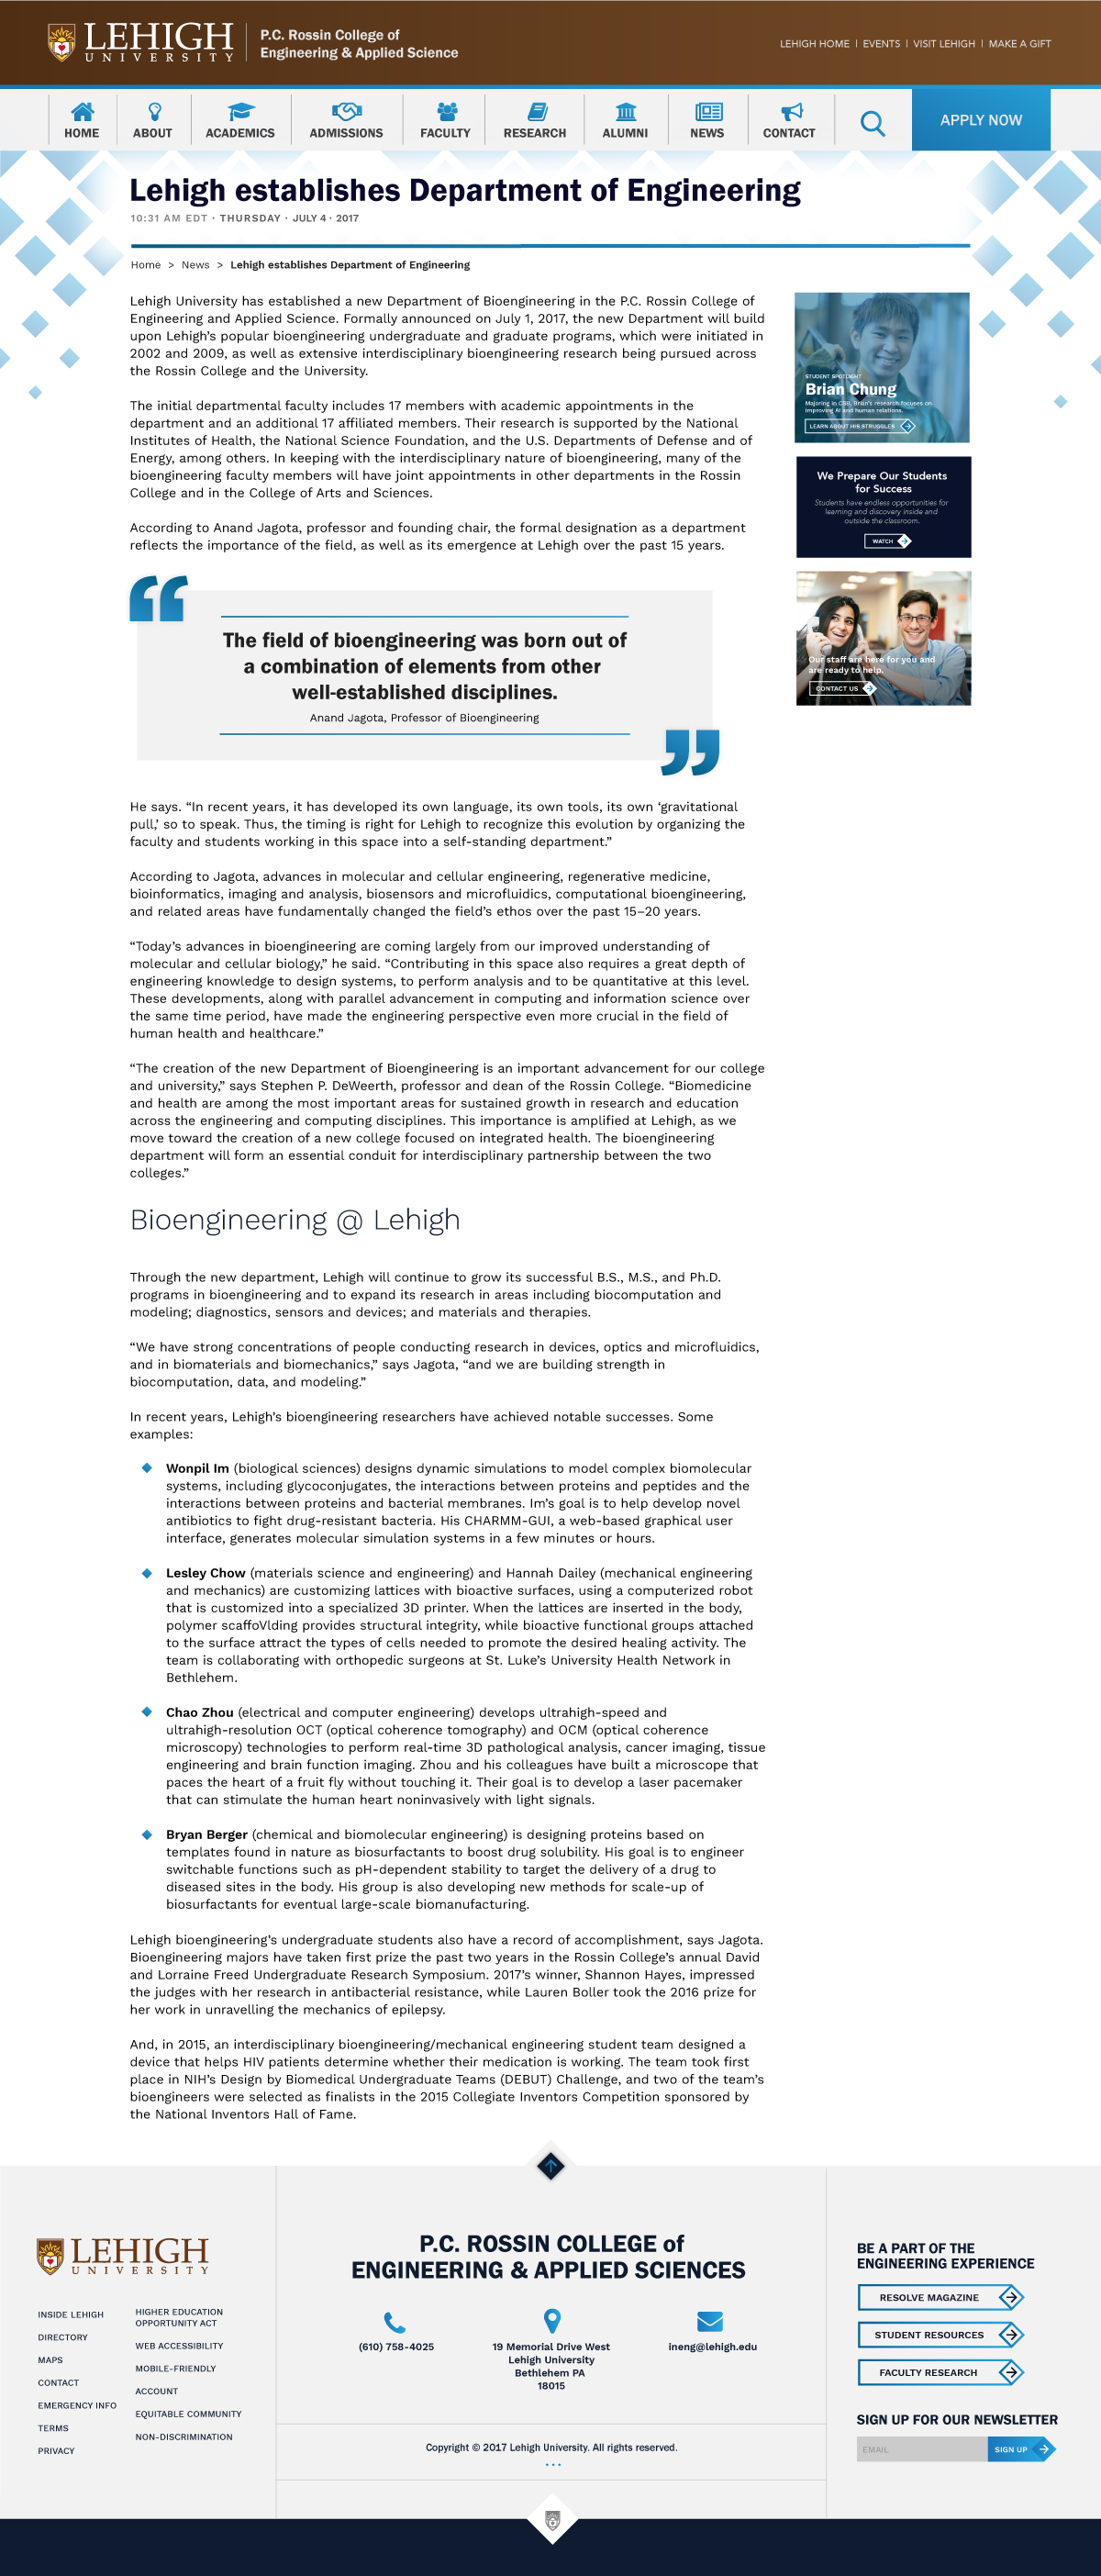 LEHIGH
UNIVERSITY
P.C. Rossin College of
Engineering & Applied Science
LEHIGH HOME | EVENTS | VISIT LEHIGH | MAKE A GIFT
HOME
ABOUT
ACADEMICS
ADMISSIONS
FACULTY
RESEARCH
ALUMNI
NEWS
CONTACT
APPLY NOW
Lehigh establishes Department of Engineering
10:31 AM EDT · THURSDAY · JULY 4 · 2017
Home > News > Lehigh establishes Department of Engineering
Lehigh University has established a new Department of Bioengineering in the P.C. Rossin College of
Engineering and Applied Science. Formally announced on July 1, 2017, the new Department will build
upon Lehigh’s popular bioengineering undergraduate and graduate programs, which were initiated in
2002 and 2009, as well as extensive interdisciplinary bioengineering research being pursued across
the Rossin College and the University.
The initial departmental faculty includes 17 members with academic appointments in the
department and an additional 17 affiliated members. Their research is supported by the National
Institutes of Health, the National Science Foundation, and the U.S. Departments of Defense and of
Energy, among others. In keeping with the interdisciplinary nature of bioengineering, many of the
bioengineering faculty members will have joint appointments in other departments in the Rossin
College and in the College of Arts and Sciences.
According to Anand Jagota, professor and founding chair, the formal designation as a department
reflects the importance of the field, as well as its emergence at Lehigh over the past 15 years.
“
The field of bioengineering was born out of
a combination of elements from other
well-established disciplines.
Anand Jagota, Professor of Bioengineering
”
He says. “In recent years, it has developed its own language, its own tools, its own ‘gravitational
pull,’ so to speak. Thus, the timing is right for Lehigh to recognize this evolution by organizing the
faculty and students working in this space into a self-standing department.”
According to Jagota, advances in molecular and cellular engineering, regenerative medicine,
bioinformatics, imaging and analysis, biosensors and microfluidics, computational bioengineering,
and related areas have fundamentally changed the field’s ethos over the past 15–20 years.
“Today’s advances in bioengineering are coming largely from our improved understanding of
molecular and cellular biology,” he said. “Contributing in this space also requires a great depth of
engineering knowledge to design systems, to perform analysis and to be quantitative at this level.
These developments, along with parallel advancement in computing and information science over
the same time period, have made the engineering perspective even more crucial in the field of
human health and healthcare.”
“The creation of the new Department of Bioengineering is an important advancement for our college
and university,” says Stephen P. DeWeerth, professor and dean of the Rossin College. “Biomedicine
and health are among the most important areas for sustained growth in research and education
across the engineering and computing disciplines. This importance is amplified at Lehigh, as we
move toward the creation of a new college focused on integrated health. The bioengineering
department will form an essential conduit for interdisciplinary partnership between the two
colleges.”
Bioengineering @ Lehigh
Through the new department, Lehigh will continue to grow its successful B.S., M.S., and Ph.D.
programs in bioengineering and to expand its research in areas including biocomputation and
modeling; diagnostics, sensors and devices; and materials and therapies.
“We have strong concentrations of people conducting research in devices, optics and microfluidics,
and in biomaterials and biomechanics,” says Jagota, “and we are building strength in
biocomputation, data, and modeling.”
In recent years, Lehigh’s bioengineering researchers have achieved notable successes. Some
examples:
Wonpil Im (biological sciences) designs dynamic simulations to model complex biomolecular
systems, including glycoconjugates, the interactions between proteins and peptides and the
interactions between proteins and bacterial membranes. Im’s goal is to help develop novel
antibiotics to fight drug-resistant bacteria. His CHARMM-GUI, a web-based graphical user
interface, generates molecular simulation systems in a few minutes or hours.
Lesley Chow (materials science and engineering) and Hannah Dailey (mechanical engineering
and mechanics) are customizing lattices with bioactive surfaces, using a computerized robot
that is customized into a specialized 3D printer. When the lattices are inserted in the body,
polymer scaffoVlding provides structural integrity, while bioactive functional groups attached
to the surface attract the types of cells needed to promote the desired healing activity. The
team is collaborating with orthopedic surgeons at St. Luke’s University Health Network in
Bethlehem.
Chao Zhou (electrical and computer engineering) develops ultrahigh-speed and
ultrahigh-resolution OCT (optical coherence tomography) and OCM (optical coherence
microscopy) technologies to perform real-time 3D pathological analysis, cancer imaging, tissue
engineering and brain function imaging. Zhou and his colleagues have built a microscope that
paces the heart of a fruit fly without touching it. Their goal is to develop a laser pacemaker
that can stimulate the human heart noninvasively with light signals.
Bryan Berger (chemical and biomolecular engineering) is designing proteins based on
templates found in nature as biosurfactants to boost drug solubility. His goal is to engineer
switchable functions such as pH-dependent stability to target the delivery of a drug to
diseased sites in the body. His group is also developing new methods for scale-up of
biosurfactants for eventual large-scale biomanufacturing.
Lehigh bioengineering’s undergraduate students also have a record of accomplishment, says Jagota.
Bioengineering majors have taken first prize the past two years in the Rossin College’s annual David
and Lorraine Freed Undergraduate Research Symposium. 2017’s winner, Shannon Hayes, impressed
the judges with her research in antibacterial resistance, while Lauren Boller took the 2016 prize for
her work in unravelling the mechanics of epilepsy.
And, in 2015, an interdisciplinary bioengineering/mechanical engineering student team designed a
device that helps HIV patients determine whether their medication is working. The team took first
place in NIH’s Design by Biomedical Undergraduate Teams (DEBUT) Challenge, and two of the team’s
bioengineers were selected as finalists in the 2015 Collegiate Inventors Competition sponsored by
the National Inventors Hall of Fame.
STUDENT SPOTLIGHT
Brian Chung
Majoring in CSB, Brian's research focuses on
improving AI and human relations.
LEARN ABOUT HIS STRUGGLES
We Prepare Our Students
for Success
Students have endless opportunities for
learning and discovery inside and
outside the classroom.
WATCH
Our staff are here for you and
are ready to help.
CONTACT US
LEHIGH
UNIVERSITY
INSIDE LEHIGH
DIRECTORY
MAPS
CONTACT
EMERGENCY INFO
TERMS
PRIVACY
HIGHER EDUCATION
OPPORTUNITY ACT
WEB ACCESSIBILITY
MOBILE-FRIENDLY
ACCOUNT
EQUITABLE COMMUNITY
NON-DISCRIMINATION
P.C. ROSSIN COLLEGE of
ENGINEERING & APPLIED SCIENCES
(610) 758-4025
19 Memorial Drive West
Lehigh University
Bethlehem PA
18015
ineng@lehigh.edu
Copyright © 2017 Lehigh University. All rights reserved.
BE A PART OF THE
ENGINEERING EXPERIENCE
RESOLVE MAGAZINE
STUDENT RESOURCES
FACULTY RESEARCH
SIGN UP FOR OUR NEWSLETTER
EMAIL
SIGN UP